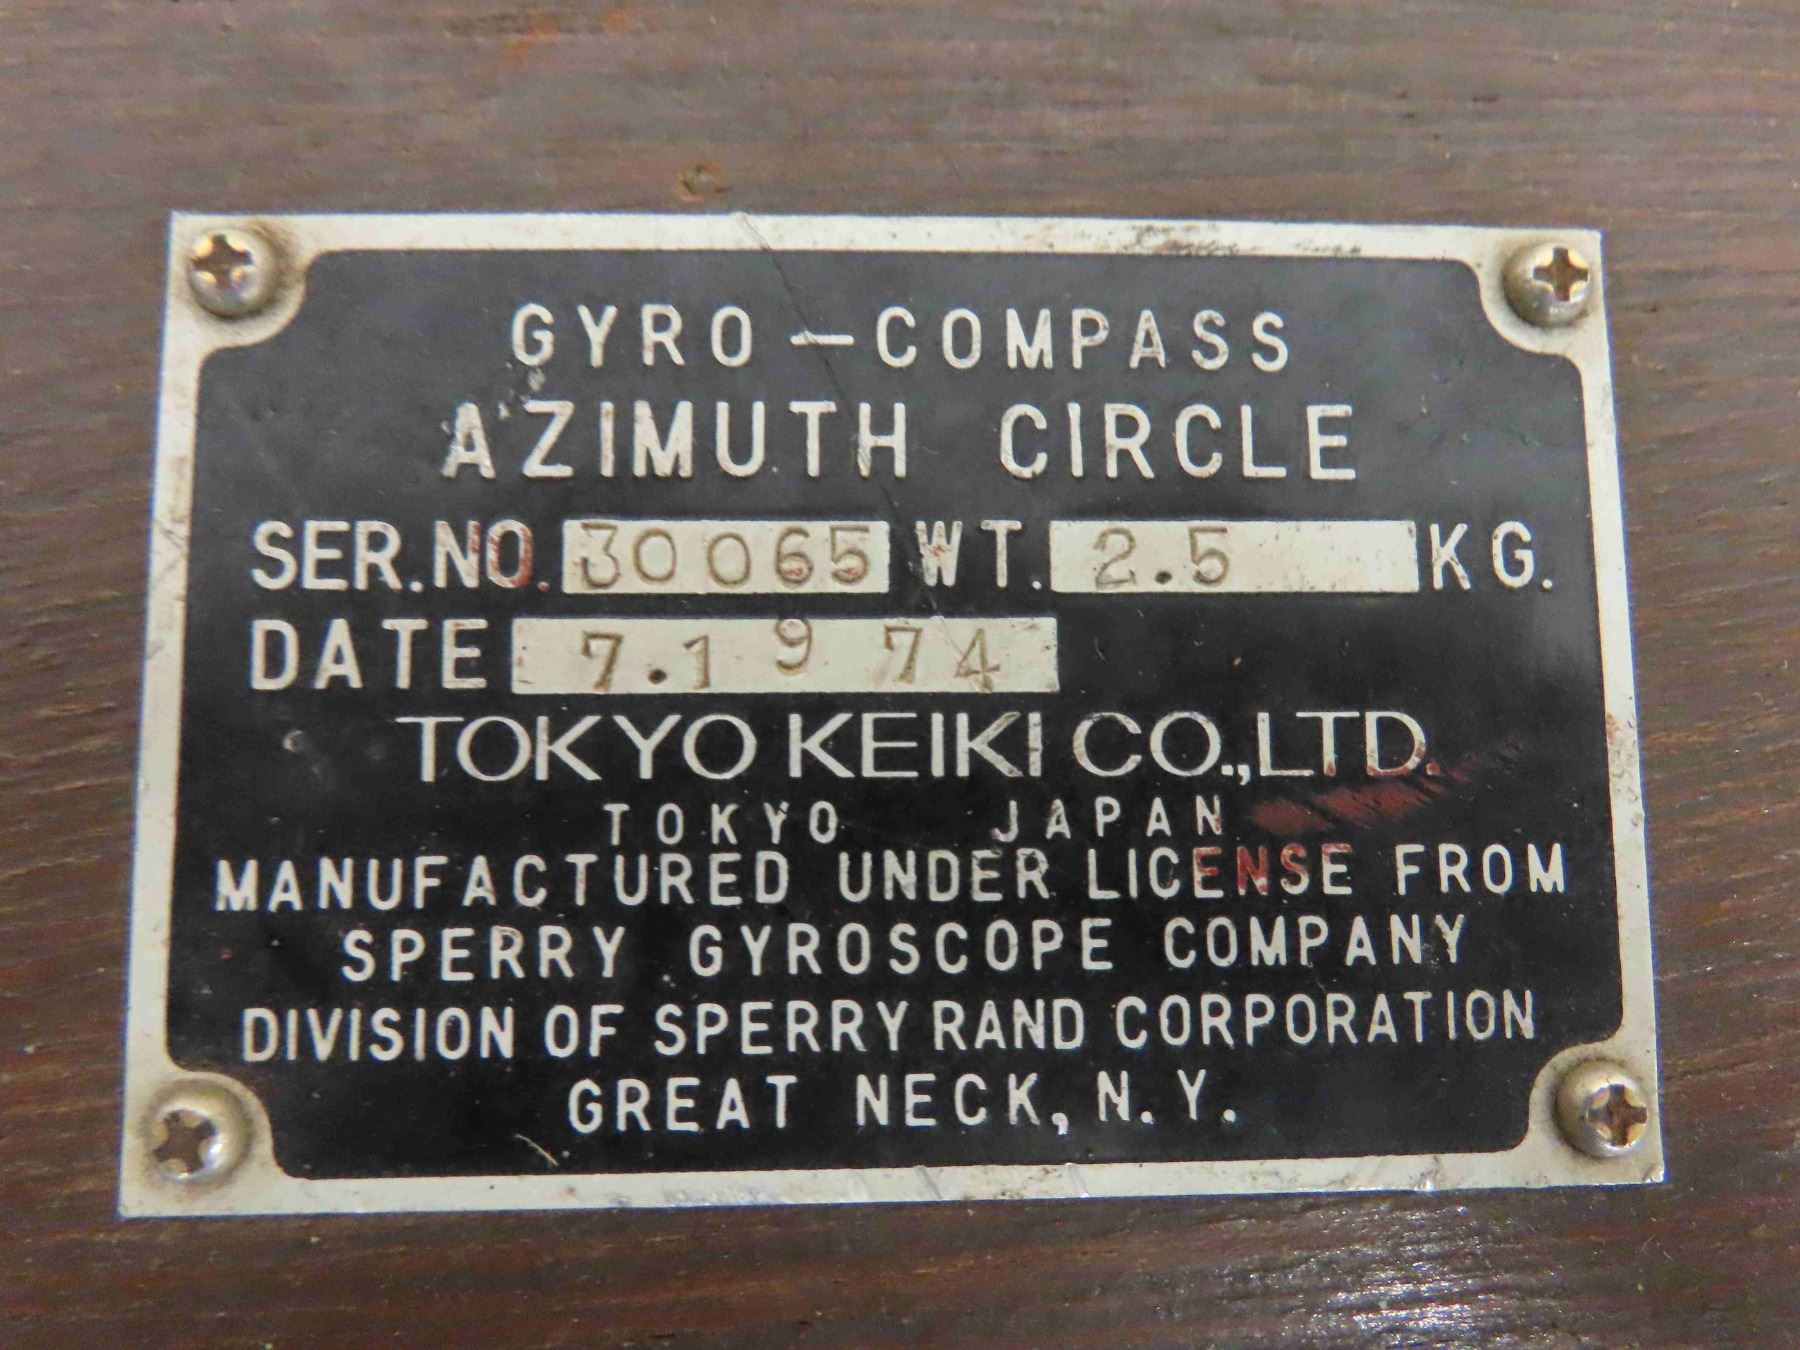 GYRO — COMPASS
AZIMUTH CIRCLE
SER.NO. 30065 WT. 2.5 KG.
DATE 7.1974
TOKYO KEIKI CO.,LTD.
TOKYO JAPAN
MANUFACTURED UNDER LICENSE FROM
SPERRY GYROSCOPE COMPANY
DIVISION OF SPERRY RAND CORPORATION
GREAT NECK, N.Y.